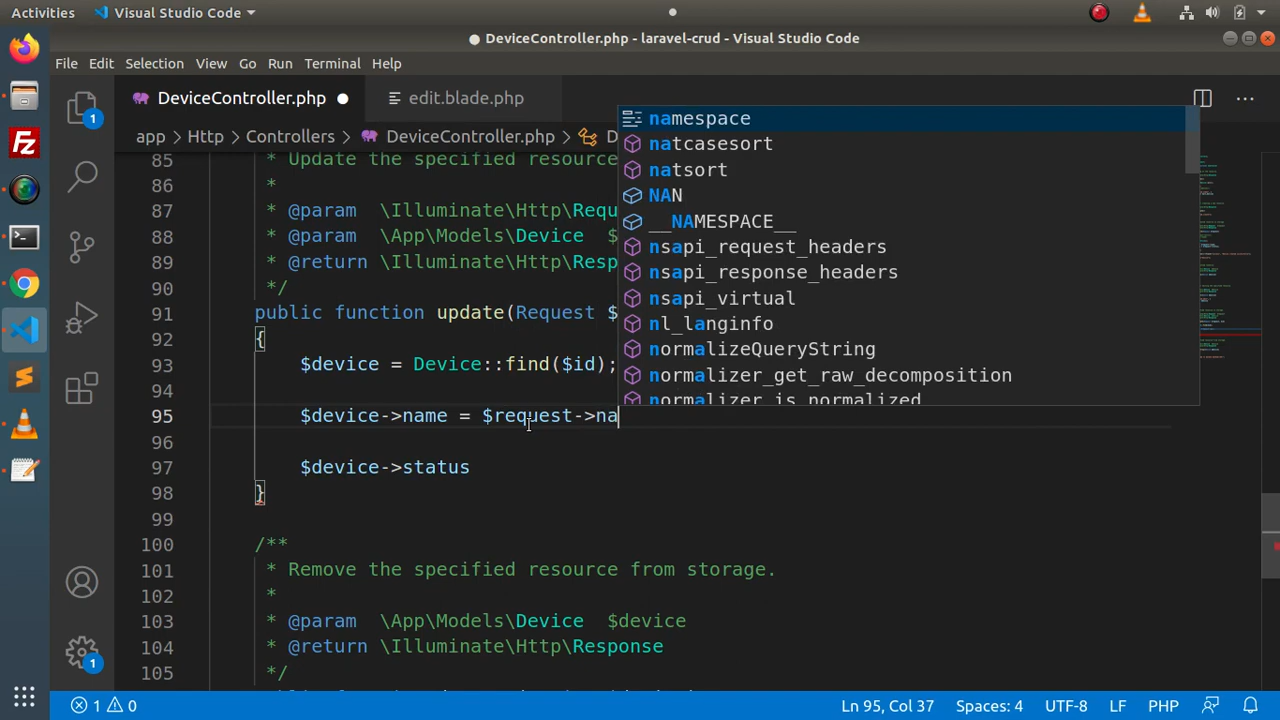 Activities Visual Studio Code
DeviceController.php - laravel-crud - Visual Studio Code
File Edit Selection View Go Run Terminal Help
DeviceController.php edit.blade.php
app > Http > Controllers > DeviceController.php > D
85 * Update the specified resource
86 *
87 * @param \Illuminate\Http\Requ
88 * @param \App\Models\Device $
89 * @return \Illuminate\Http\Resp
90 */
91 public function update(Request $
92 {
93 $device = Device::find($id);
94
95 $device->name = $request->na
96
97 $device->status
98 }
99
100 /**
101 * Remove the specified resource from storage.
102 *
103 * @param \App\Models\Device $device
104 * @return \Illuminate\Http\Response
105 */
namespace
natcasesort
natsort
NAN
__NAMESPACE__
nsapi_request_headers
nsapi_response_headers
nsapi_virtual
nl_langinfo
normalizeQueryString
normalizer_get_raw_decomposition
normalizer_is_normalized
1
1
1 0 Ln 95, Col 37 Spaces: 4 UTF-8 LF PHP